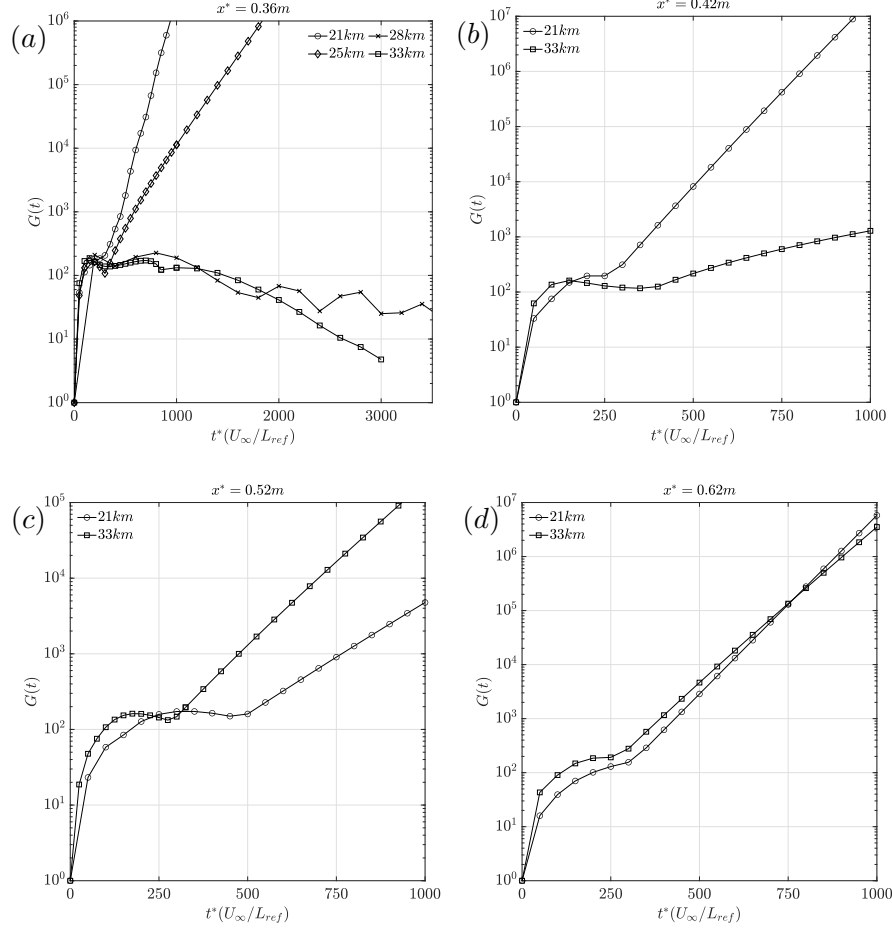 x* = 0.36m
(a)
21km
25km
28km
33km
10^6
10^5
10^4
10^3
10^2
10^1
10^0
G(t)
0 1000 2000 3000
t*(U_∞/L_ref)
x* = 0.42m
(b)
21km
33km
10^7
10^6
10^5
10^4
10^3
10^2
10^1
10^0
G(t)
0 250 500 750 1000
t*(U_∞/L_ref)
x* = 0.52m
(c)
21km
33km
10^5
10^4
10^3
10^2
10^1
10^0
G(t)
0 250 500 750 1000
t*(U_∞/L_ref)
x* = 0.62m
(d)
21km
33km
10^7
10^6
10^5
10^4
10^3
10^2
10^1
10^0
G(t)
0 250 500 750 1000
t*(U_∞/L_ref)